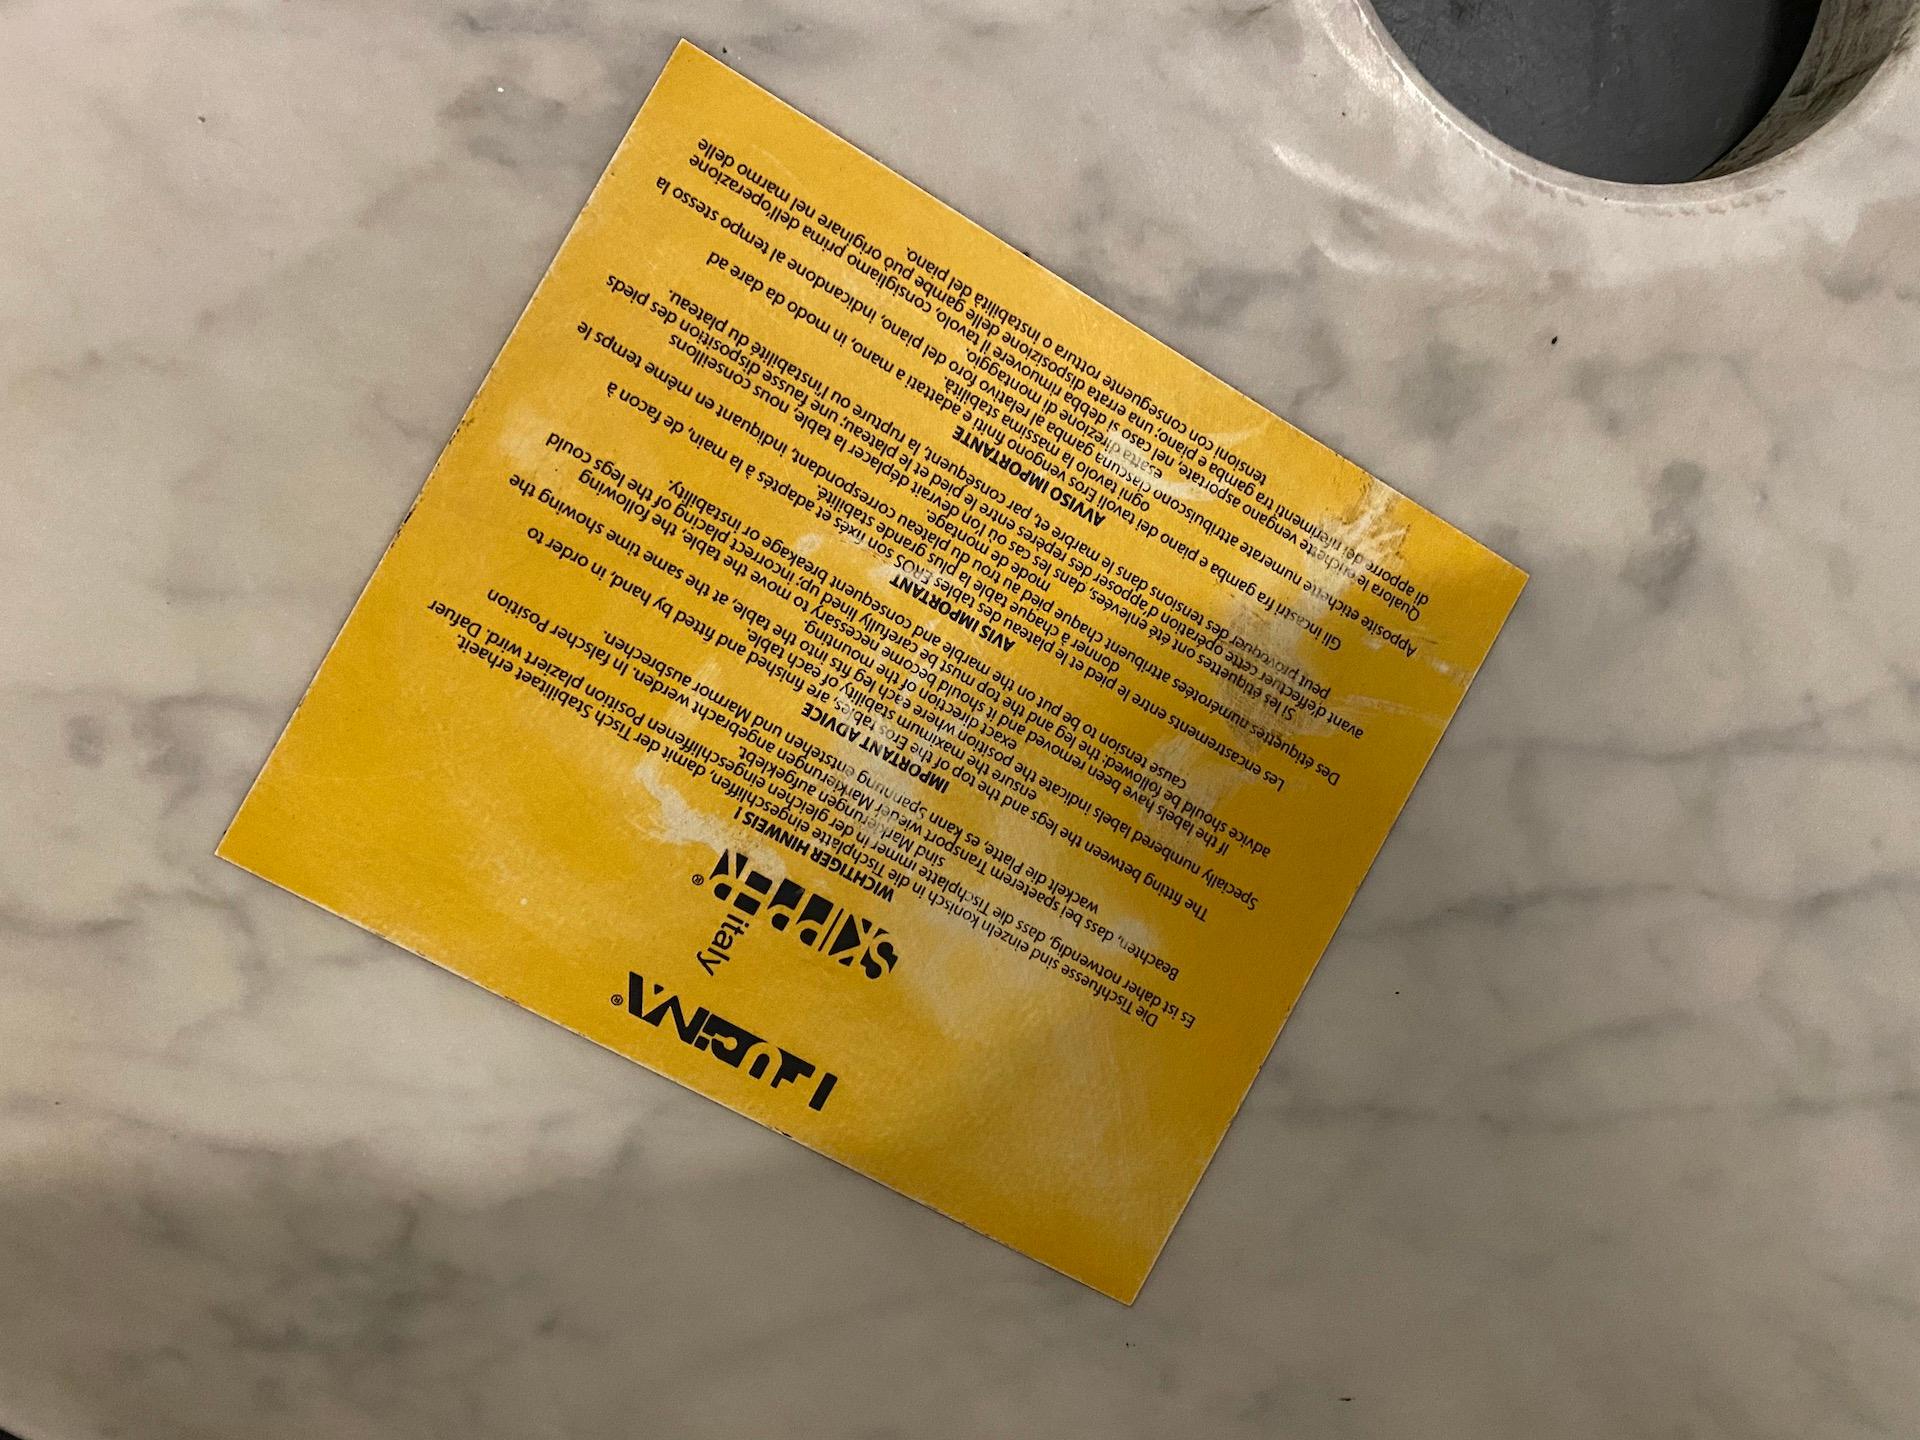 LUCINA®
SKIPPER®
italy
WICHTIGER HINWEIS !
Die Tischfuesse sind einzeln konisch in die Tischplatte eingeschliffen, damit der Tisch Stabilitaet erhaelt.
Es ist daher notwendig, dass die Tischplatte immer in der gleichen eingeschliffenen Position plaziert wird. Dafuer
sind Markierungen aufgeklebt.
Beachten, dass bei spaeterem Transport wieder Markierungen angebracht werden. In falscher Position
wackelt die Platte, es kann Spannung entstehen und Marmor ausbrechen.
IMPORTANT ADVICE
The fitting between the legs and the top of the Eros tables, are finished and fitted by hand, in order to
ensure the maximum stability of each table.
Specially numbered labels indicate the position where each leg fits into the table, at the same time showing the
exact direction of the mounting.
If the labels have been removed and it should become necessary to move the table, the following
advice should be followed: the leg and the top must be carefully lined up; incorrect placing of the legs could
cause tension to be put on the marble and consequent breakage or instability.
AVIS IMPORTANT
Les encastrements entre le pied et le plateau des tables EROS son fixés et adaptés à la main, de facon à
donner à chaque table la plus grande stabilité.
Des étiquettes numérotées attribuent chaque pied au trou du plateau correspondant, indiquant en même temps le
mode de montage.
Si les étiquettes ont été enlevées, dans les cas ou l'on devrait déplacer la table, nous conseillons
avant d'effectuer cette opération d'apposer des repères entre le pied et le plateau; une fausse disposition des pieds
peut provoquer des tensions dans le marbre et, par conséquent, la rupture ou l'instabilité du plateau.
AVVISO IMPORTANTE
Gli incastri fra gamba e piano dei tavoli Eros vengono finiti e adattati a mano, in modo da dare ad
ogni tavolo la massima stabilità.
Apposite etichette numerate attribuiscono ciascuna gamba al relativo foro del piano, indicandone al tempo stesso la
esatta direzione di rimontaggio.
Qualora le etichette vengano asportate, nel caso si debba rimuovere il tavolo, consigliamo prima dell'operazione
di apporre dei riferimenti tra gamba e piano; una errata disposizione delle gambe può originare nel marmo delle
tensioni con conseguente rottura o instabilità del piano.